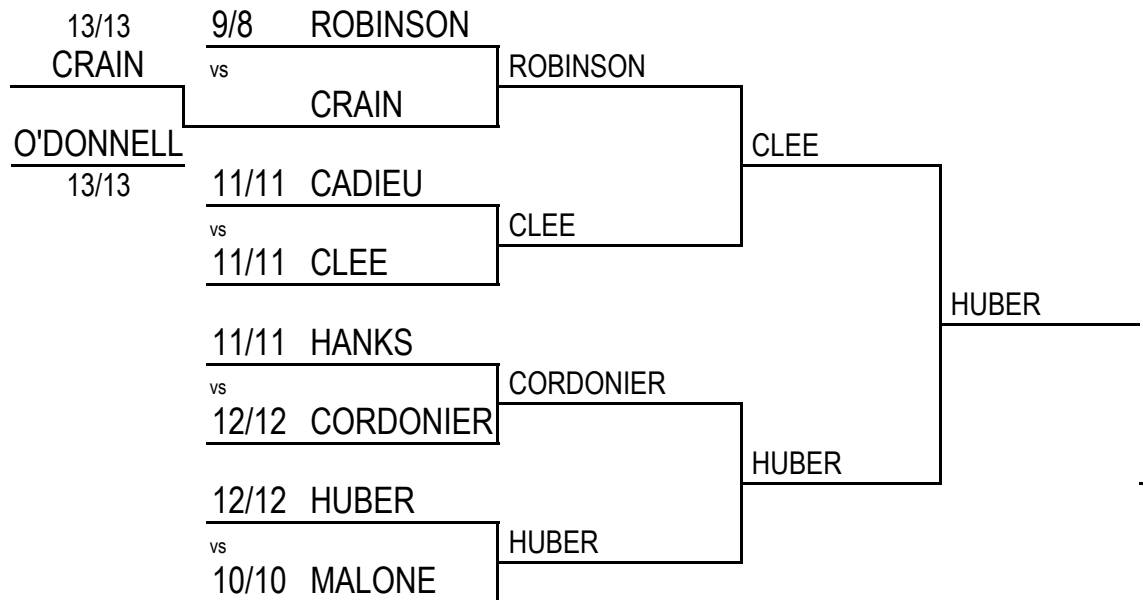 13/13
CRAIN
O'DONNELL
13/13
9/8 ROBINSON
vs
CRAIN
11/11 CADIEU
vs
11/11 CLEE
11/11 HANKS
vs
12/12 CORDONIER
12/12 HUBER
vs
10/10 MALONE
ROBINSON
CLEE
CORDONIER
HUBER
CLEE
HUBER
HUBER